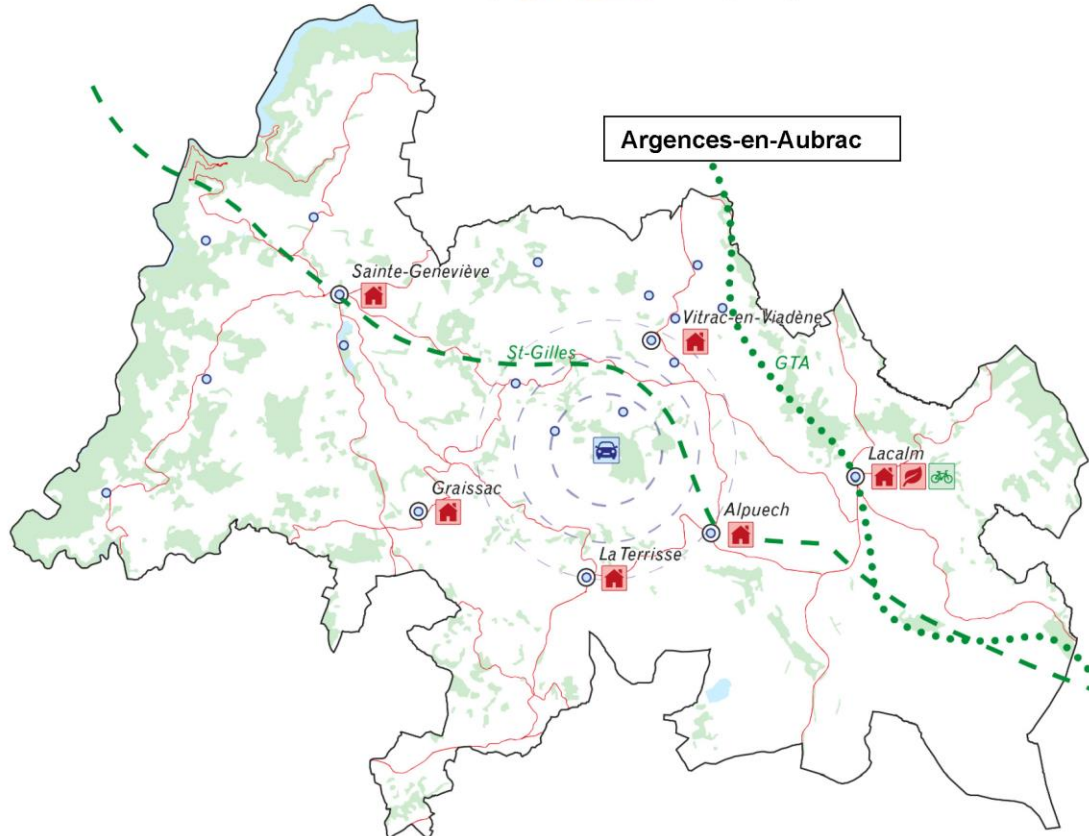 Argences-en-Aubrac
Sainte-Geneviève
Vitrac-en-Viadène
St-Gilles
GTA
Lacalm
Graissac
Alpuech
La Terrisse